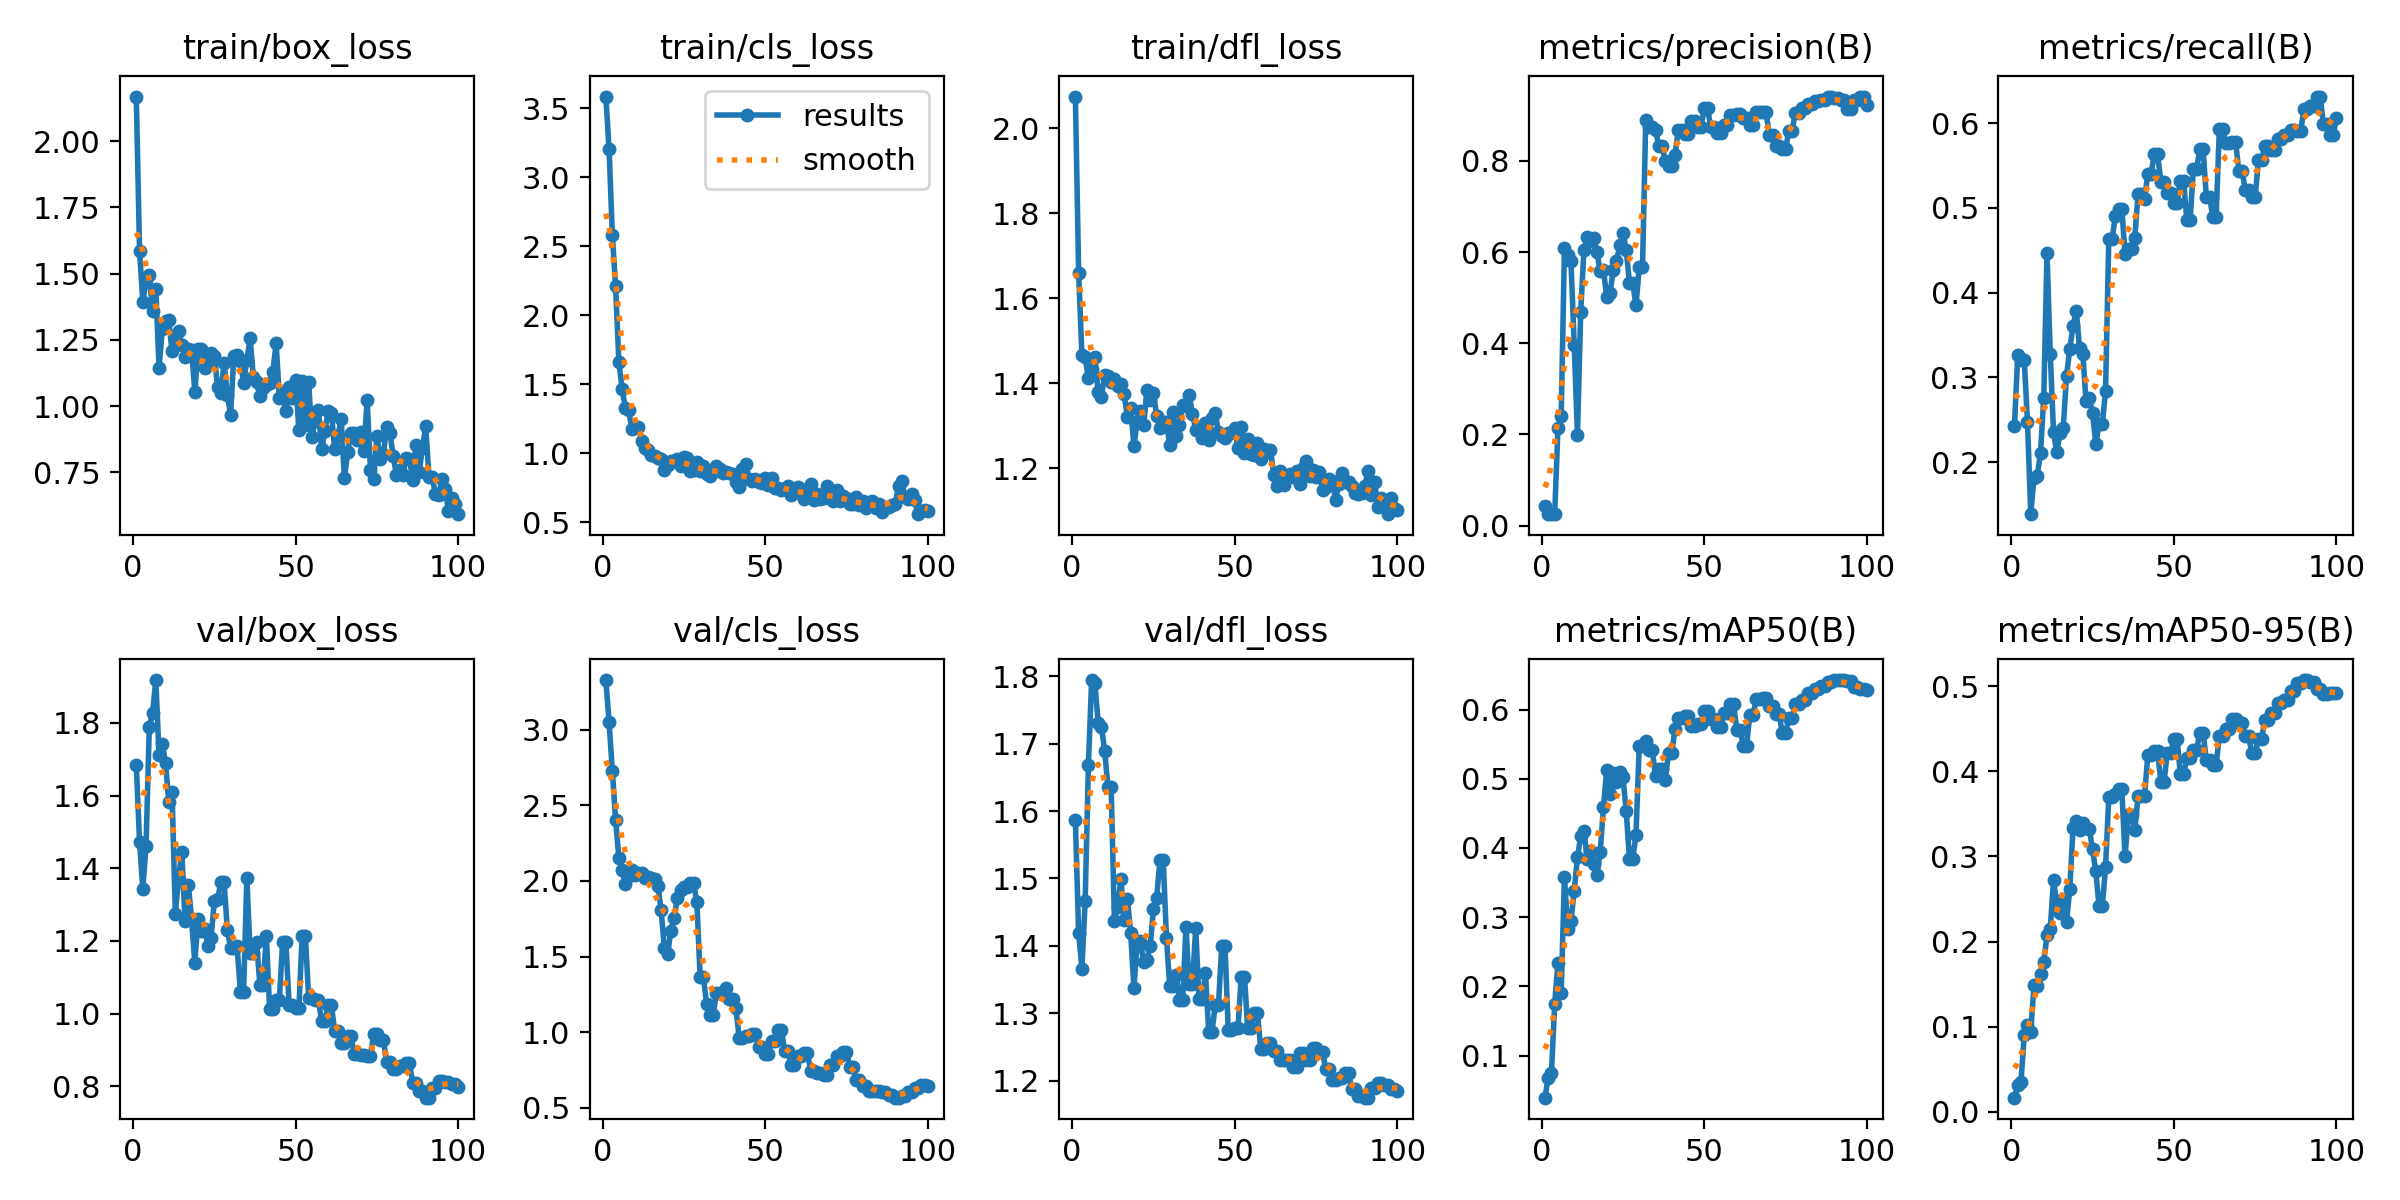 train/box_loss
2.00
1.75
1.50
1.25
1.00
0.75
0 50 100
train/cls_loss
results
smooth
3.5
3.0
2.5
2.0
1.5
1.0
0.5
0 50 100
train/dfl_loss
2.0
1.8
1.6
1.4
1.2
0 50 100
metrics/precision(B)
0.8
0.6
0.4
0.2
0.0
0 50 100
metrics/recall(B)
0.6
0.5
0.4
0.3
0.2
0 50 100
val/box_loss
1.8
1.6
1.4
1.2
1.0
0.8
0 50 100
val/cls_loss
3.0
2.5
2.0
1.5
1.0
0.5
0 50 100
val/dfl_loss
1.8
1.7
1.6
1.5
1.4
1.3
1.2
0 50 100
metrics/mAP50(B)
0.6
0.5
0.4
0.3
0.2
0.1
0 50 100
metrics/mAP50-95(B)
0.5
0.4
0.3
0.2
0.1
0.0
0 50 100